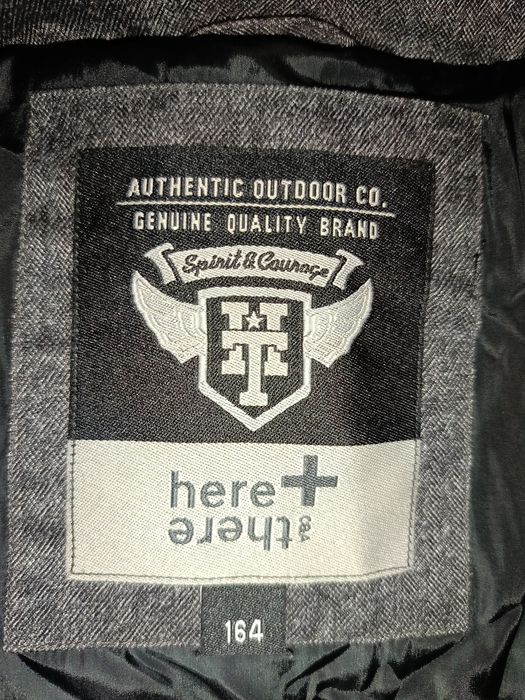 AUTHENTIC OUTDOOR CO.
GENUINE QUALITY BRAND
Spirit & Courage
HT
here+
there
164